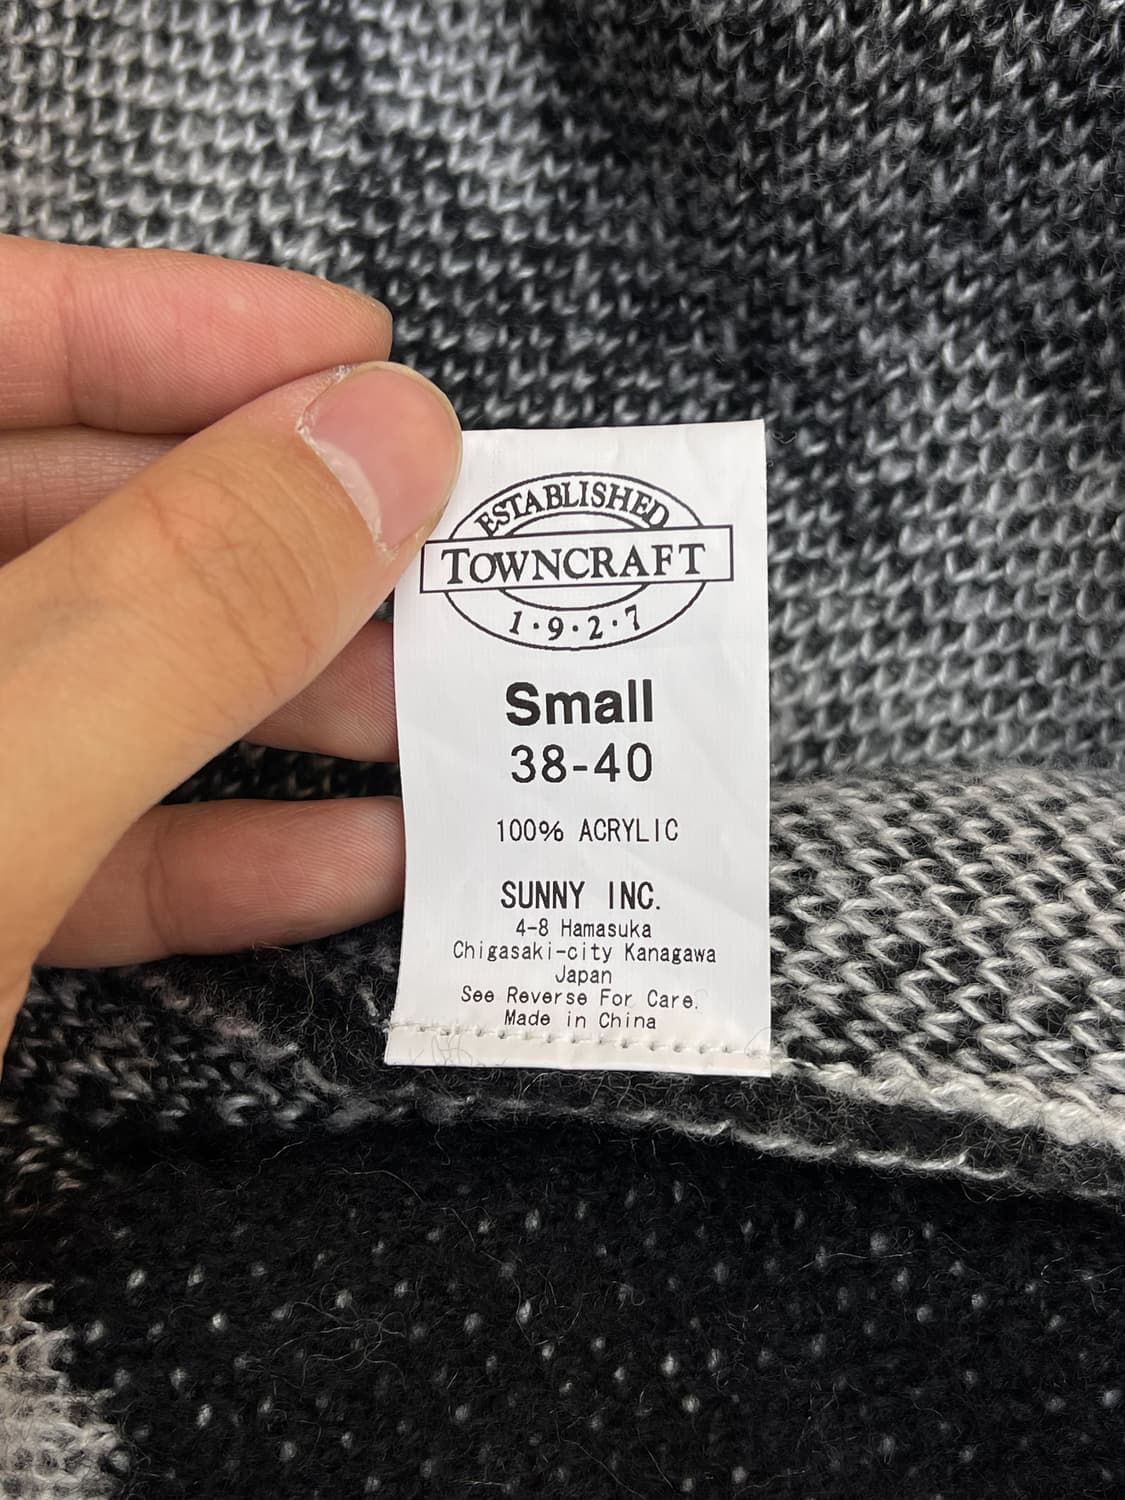 ESTABLISHED
TOWNCRAFT
1·9·2·7
Small
38-40
100% ACRYLIC
SUNNY INC.
4-8 Hamasuka
Chigasaki-city Kanagawa
Japan
See Reverse For Care.
Made in China